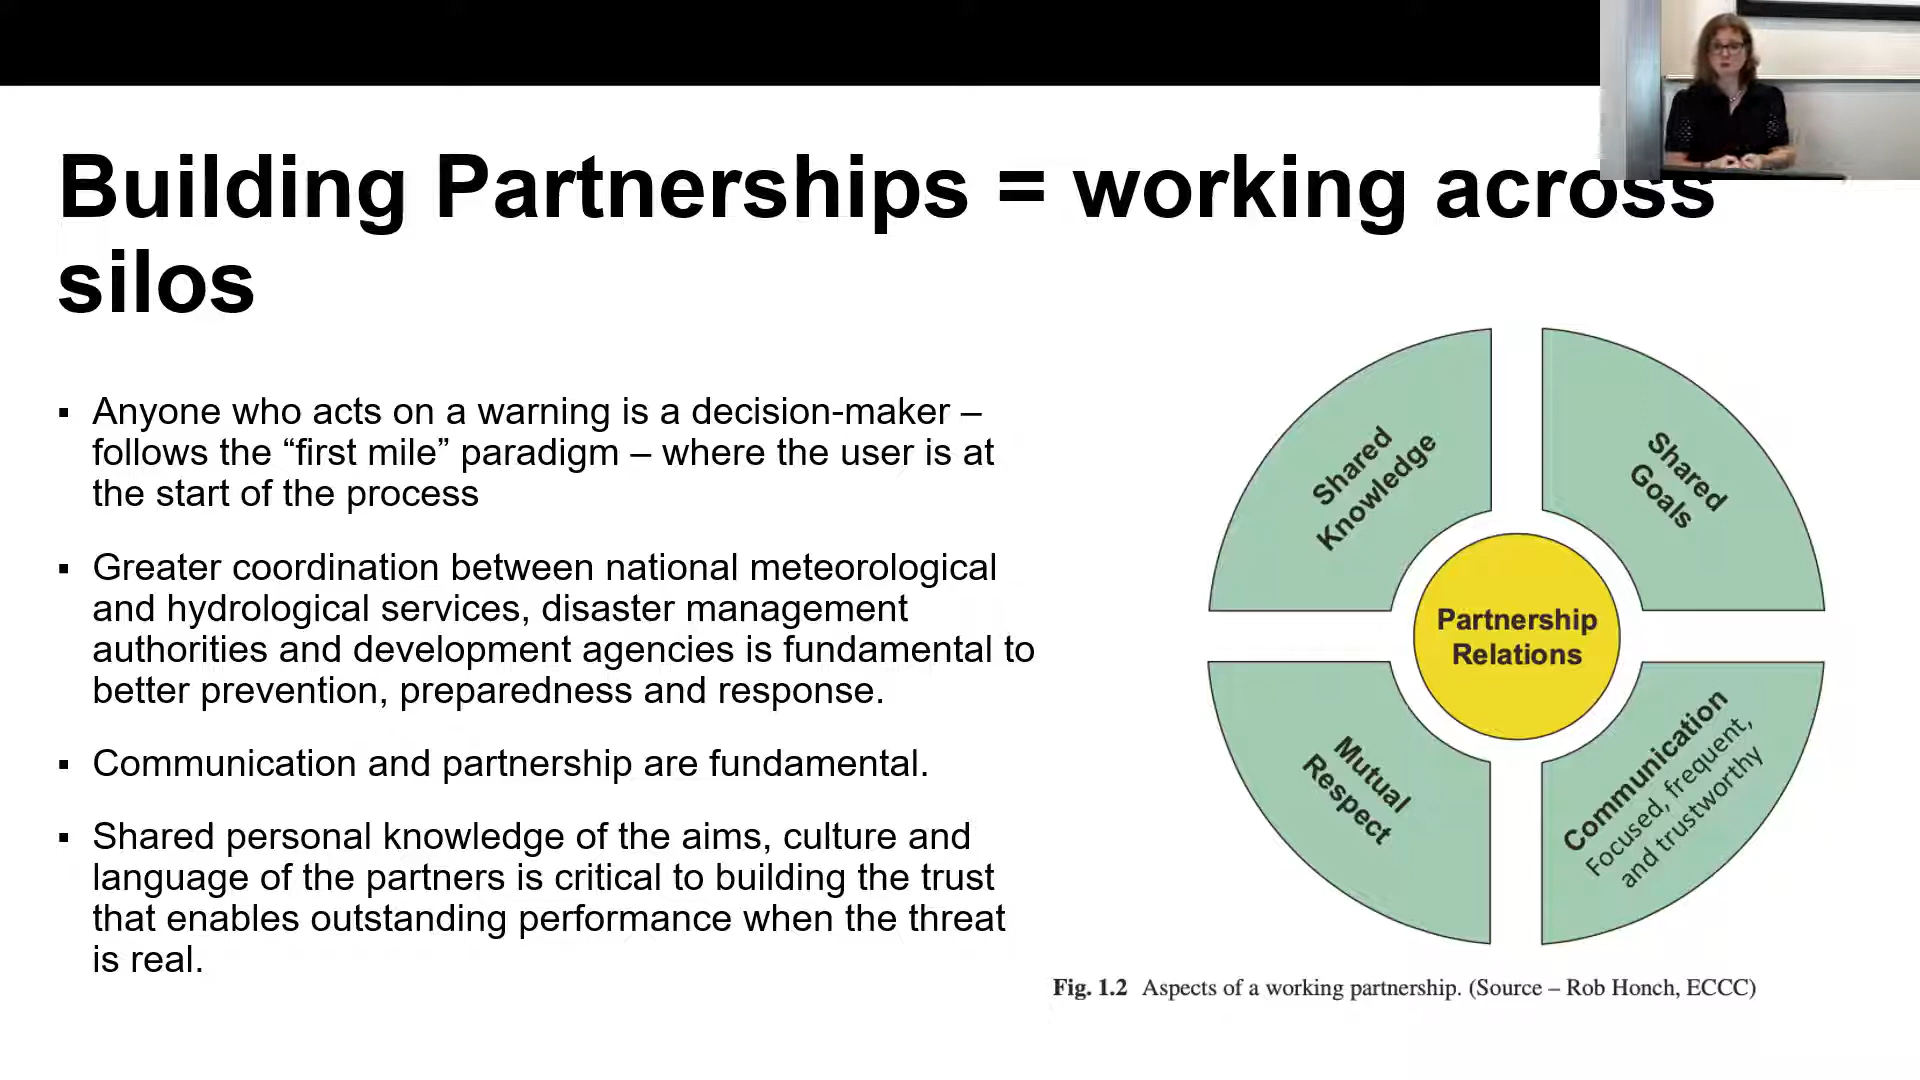 Building Partnerships = working across
silos
▪ Anyone who acts on a warning is a decision-maker –
follows the “first mile” paradigm – where the user is at
the start of the process
▪ Greater coordination between national meteorological
and hydrological services, disaster management
authorities and development agencies is fundamental to
better prevention, preparedness and response.
▪ Communication and partnership are fundamental.
▪ Shared personal knowledge of the aims, culture and
language of the partners is critical to building the trust
that enables outstanding performance when the threat
is real.
Shared
Knowledge
Shared
Goals
Partnership
Relations
Mutual
Respect
Communication
Focused, frequent,
and trustworthy
Fig. 1.2 Aspects of a working partnership. (Source – Rob Honch, ECCC)